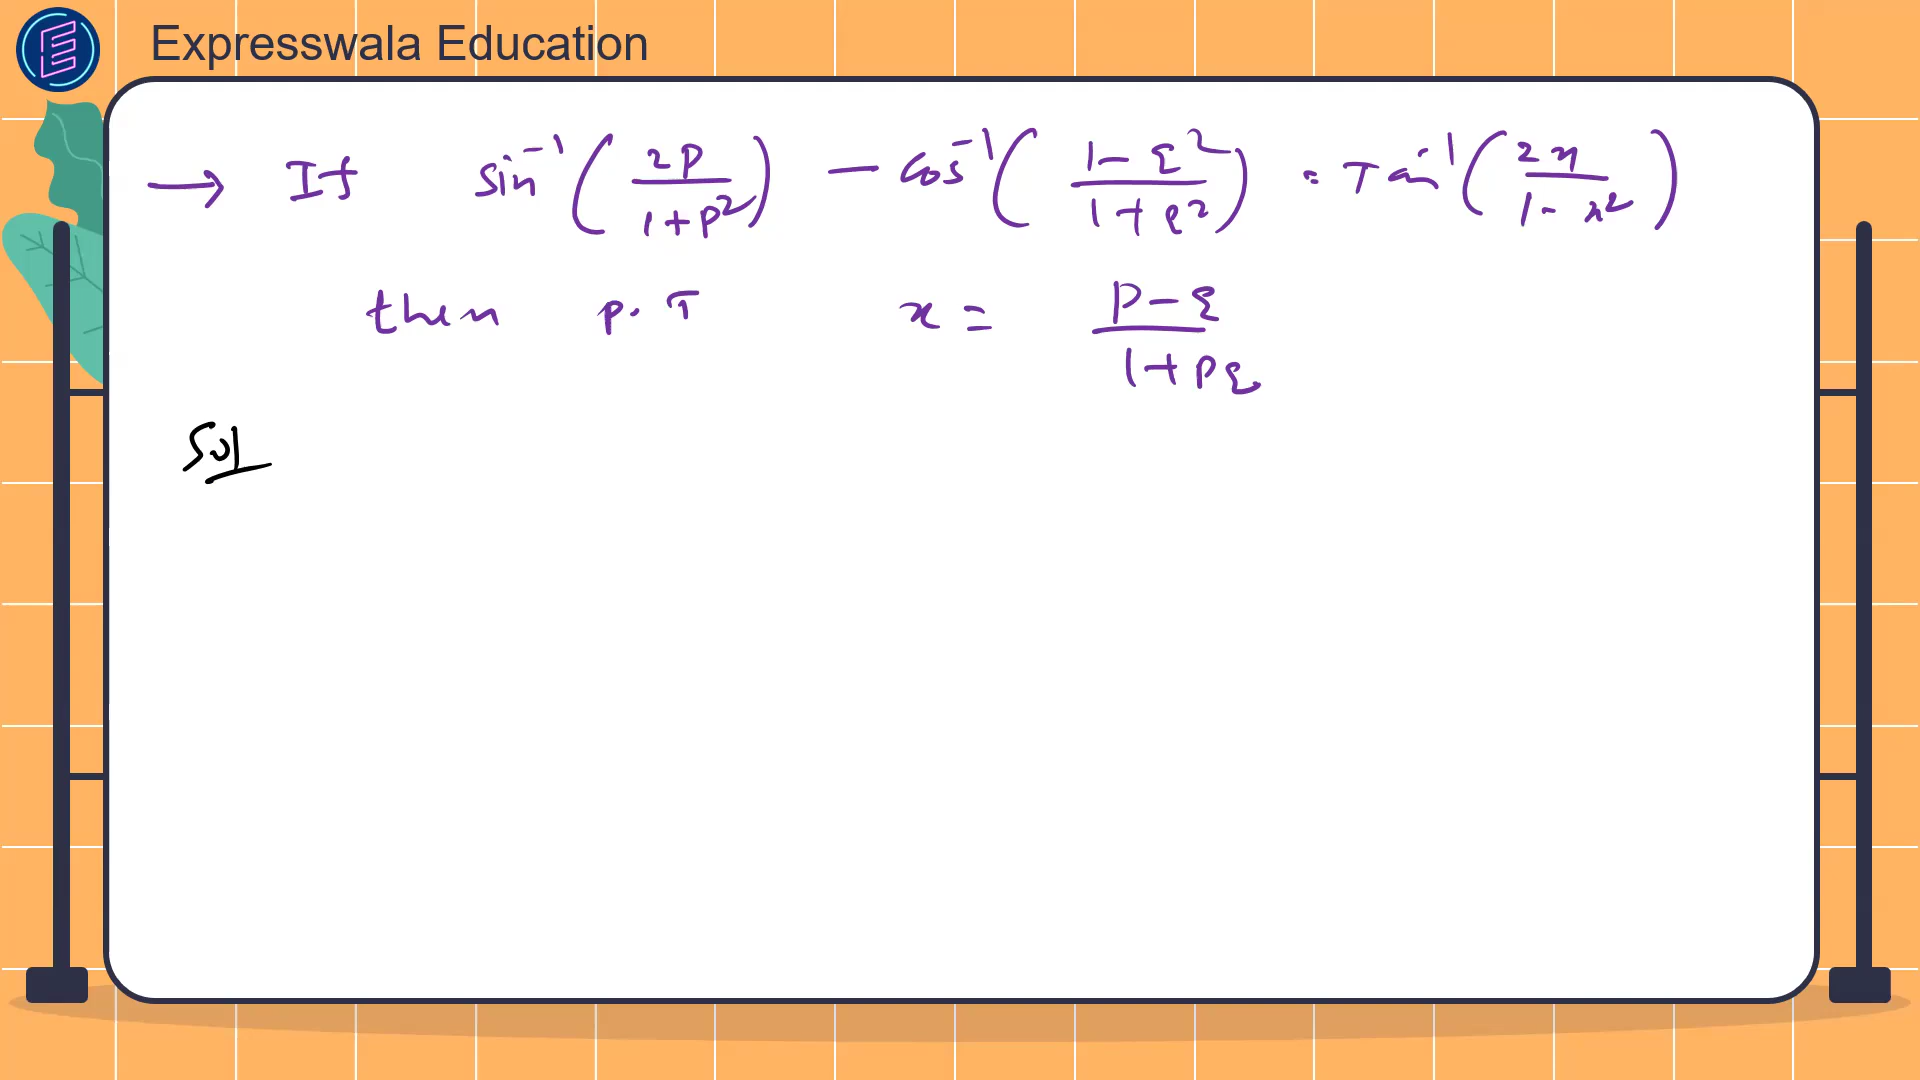 Expresswala Education
→ If sin⁻¹(2p/(1+p²)) - cos⁻¹((1-q²)/(1+q²)) = Tan⁻¹(2x/(1-x²))
then p.T x = (p-q)/(1+pq)
Sol